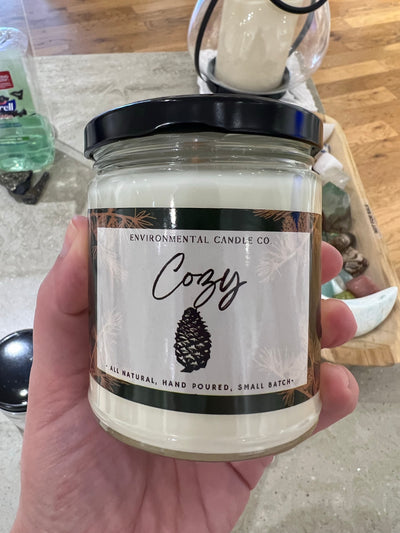 ENVIRONMENTAL CANDLE CO.
Cozy
· ALL NATURAL, HAND POURED, SMALL BATCH ·